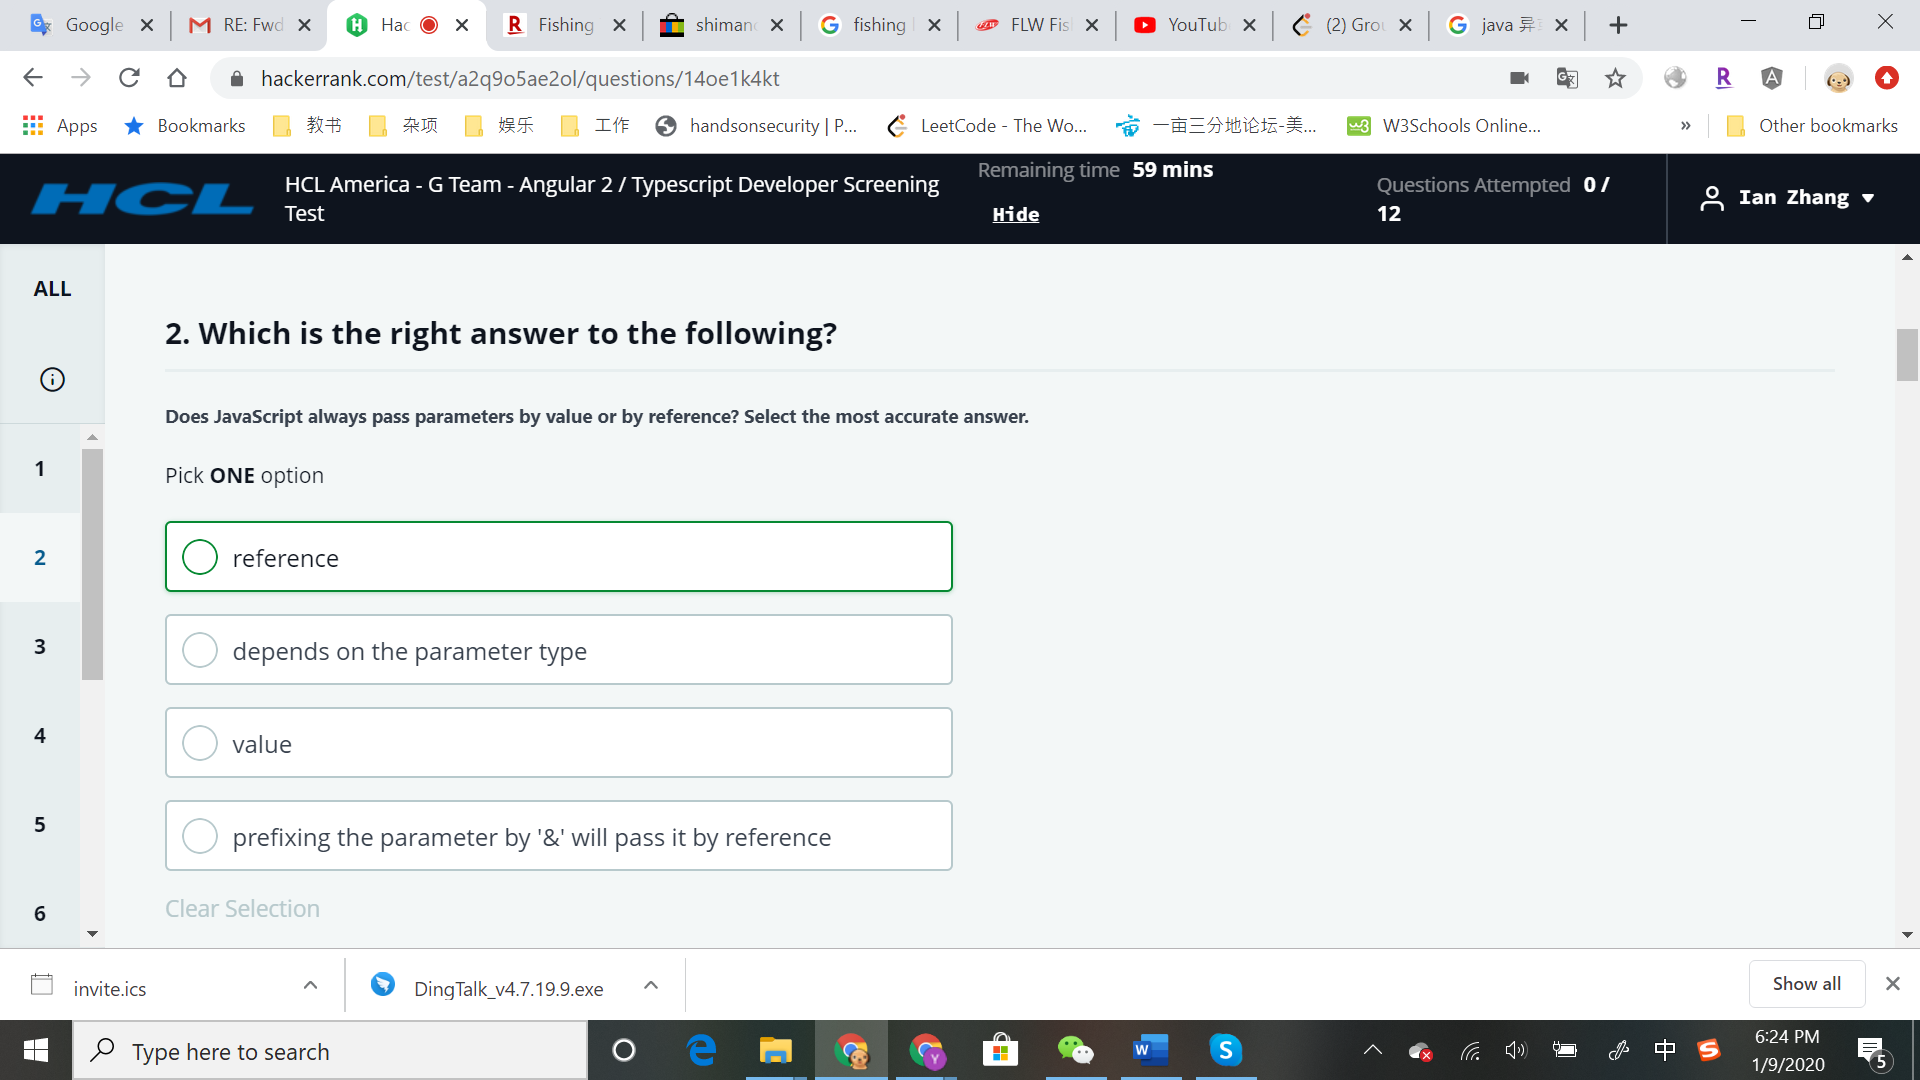 Google
RE: Fwd
Hac
Fishing
shiman
fishing
FLW Fis
YouTub
(2) Grou
java 异
hackerrank.com/test/a2q9o5ae2ol/questions/14oe1k4kt
Apps
Bookmarks
教书
杂项
娱乐
工作
handsonsecurity | P...
LeetCode - The Wo...
一亩三分地论坛-美...
W3Schools Online...
»
Other bookmarks
HCL
HCL America - G Team - Angular 2 / Typescript Developer Screening
Test
Remaining time 59 mins
Hide
Questions Attempted 0 /
12
Ian Zhang
ALL
1
2
3
4
5
6
2. Which is the right answer to the following?
Does JavaScript always pass parameters by value or by reference? Select the most accurate answer.
Pick ONE option
reference
depends on the parameter type
value
prefixing the parameter by '&' will pass it by reference
Clear Selection
invite.ics
DingTalk_v4.7.19.9.exe
Show all
Type here to search
中
6:24 PM
1/9/2020
5